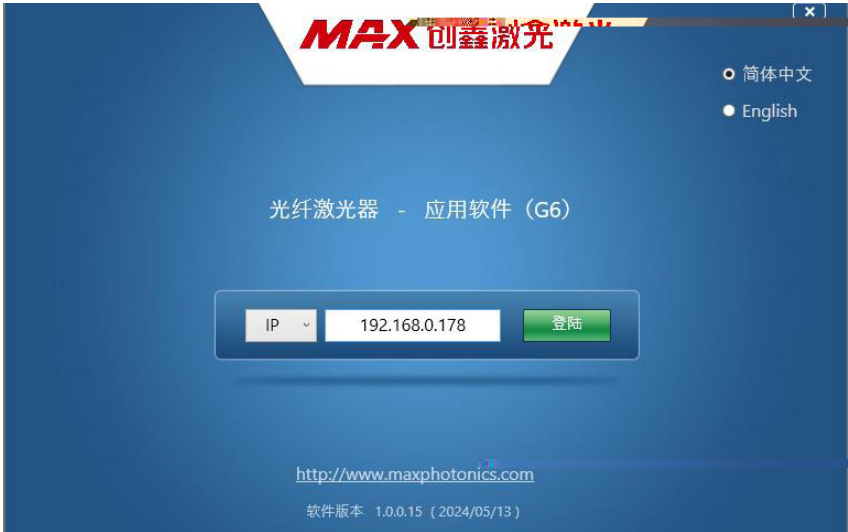 MAX 创鑫激光
简体中文
English
光纤激光器 - 应用软件（G6）
IP 192.168.0.178 登陆
http://www.maxphotonics.com
软件版本 1.0.0.15 ( 2024/05/13 )